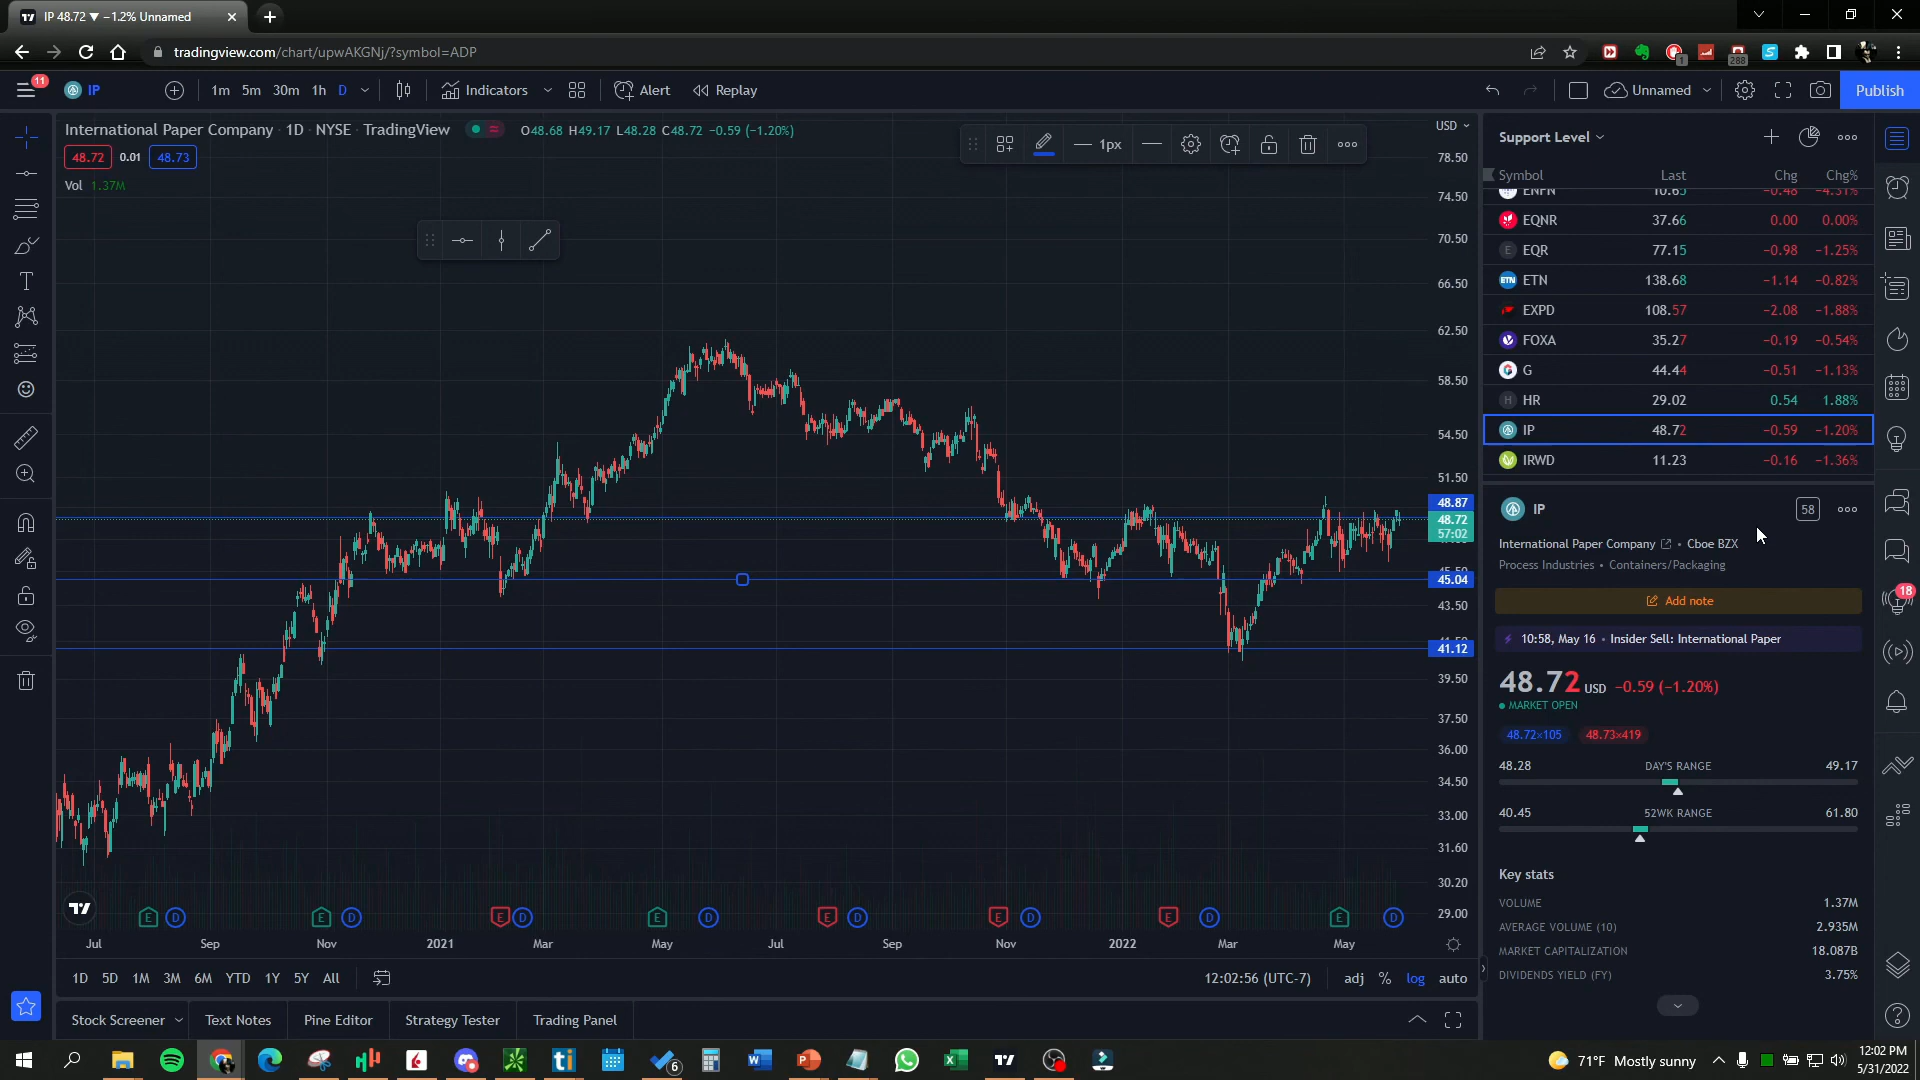 IP 48.72 ▼ −1.2% Unnamed
tradingview.com/chart/upwAKGNj/?symbol=ADP
1
288
11
IP
1m 5m 30m 1h D
Indicators
Alert
Replay
Unnamed
Publish
International Paper Company · 1D · NYSE · TradingView
O48.68 H49.17 L48.28 C48.72 −0.59 (−1.20%)
48.72 0.01 48.73
Vol 1.37M
1px
USD
78.50
74.50
70.50
66.50
62.50
58.50
54.50
51.50
48.87
48.72
57:02
45.04
43.50
41.12
39.50
37.50
36.00
34.50
33.00
31.60
30.20
29.00
E D E D E D E D E D E D E D E D
Jul Sep Nov 2021 Mar May Jul Sep Nov 2022 Mar May
1D 5D 1M 3M 6M YTD 1Y 5Y All
12:02:56 (UTC-7) adj % log auto
Stock Screener Text Notes Pine Editor Strategy Tester Trading Panel
Support Level
Symbol Last Chg Chg%
ENPN 10.65 −0.48 −4.31%
EQNR 37.66 0.00 0.00%
E EQR 77.15 −0.98 −1.25%
ETN ETN 138.68 −1.14 −0.82%
EXPD 108.57 −2.08 −1.88%
FOXA 35.27 −0.19 −0.54%
G 44.44 −0.51 −1.13%
H HR 29.02 0.54 1.88%
IP 48.72 −0.59 −1.20%
IRWD 11.23 −0.16 −1.36%
IP 58
International Paper Company • Cboe BZX
Process Industries • Containers/Packaging
Add note
10:58, May 16 • Insider Sell: International Paper
48.72 USD −0.59 (−1.20%)
MARKET OPEN
48.72×105 48.73×419
48.28 DAY'S RANGE 49.17
40.45 52WK RANGE 61.80
Key stats
VOLUME 1.37M
AVERAGE VOLUME (10) 2.935M
MARKET CAPITALIZATION 18.087B
DIVIDENDS YIELD (FY) 3.75%
18
6
71°F Mostly sunny
12:02 PM
5/31/2022